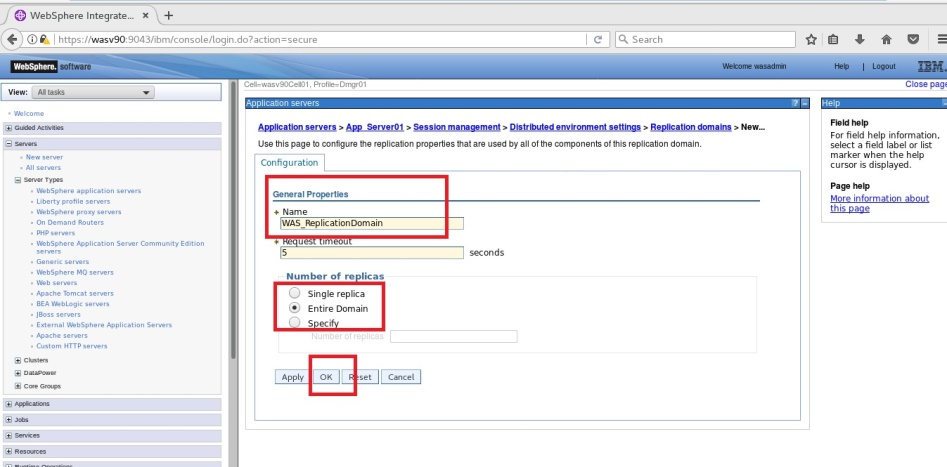 WebSphere Integrate... × +
https://wasv90:9043/ibm/console/login.do?action=secure
Search
WebSphere. software
Welcome wasadmin
Help | Logout
IBM.
View: All tasks
Cell=wasv90Cell01, Profile=Dmgr01
Close page
Welcome
Guided Activities
Servers
New server
All servers
Server Types
WebSphere application servers
Liberty profile servers
WebSphere proxy servers
On Demand Routers
PHP servers
WebSphere Application Server Community Edition
servers
Generic servers
WebSphere MQ servers
Web servers
Apache Tomcat servers
BEA WebLogic servers
JBoss servers
External WebSphere Application Servers
Apache servers
Custom HTTP servers
Clusters
DataPower
Core Groups
Applications
Jobs
Services
Resources
Runtime Operations
Application servers
? –
Application servers > App_Server01 > Session management > Distributed environment settings > Replication domains > New...
Use this page to configure the replication properties that are used by all of the components of this replication domain.
Configuration
General Properties
* Name
WAS_ReplicationDomain
* Request timeout
5 seconds
Number of replicas
Single replica
Entire Domain
Specify
Number of replicas
Apply OK Reset Cancel
Help
Field help
For field help information,
select a field label or list
marker when the help
cursor is displayed.
Page help
More information about
this page